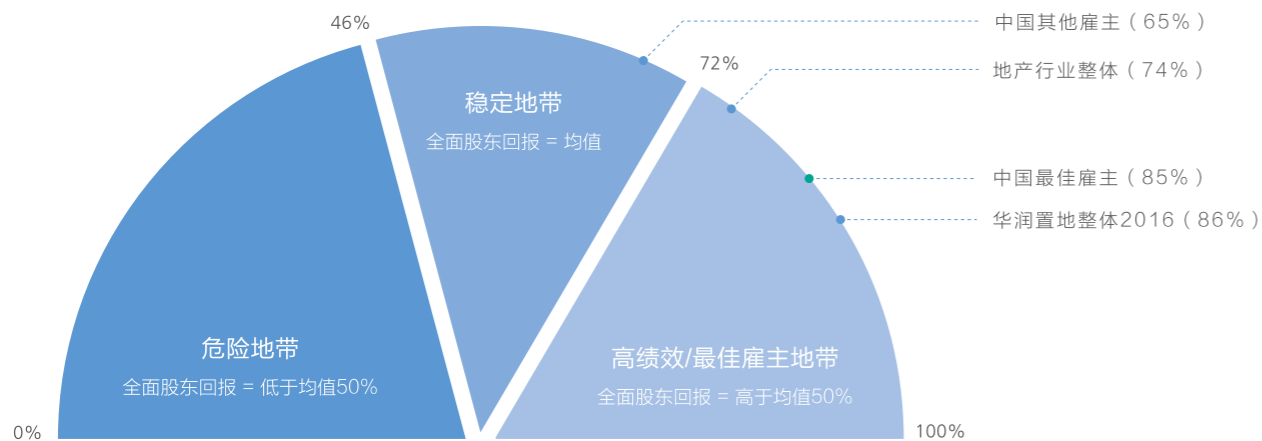 46%
中国其他雇主（65%）
72%
地产行业整体（74%）
稳定地带
全面股东回报 = 均值
中国最佳雇主（85%）
华润置地整体2016（86%）
危险地带
全面股东回报 = 低于均值50%
高绩效/最佳雇主地带
全面股东回报 = 高于均值50%
0%
100%